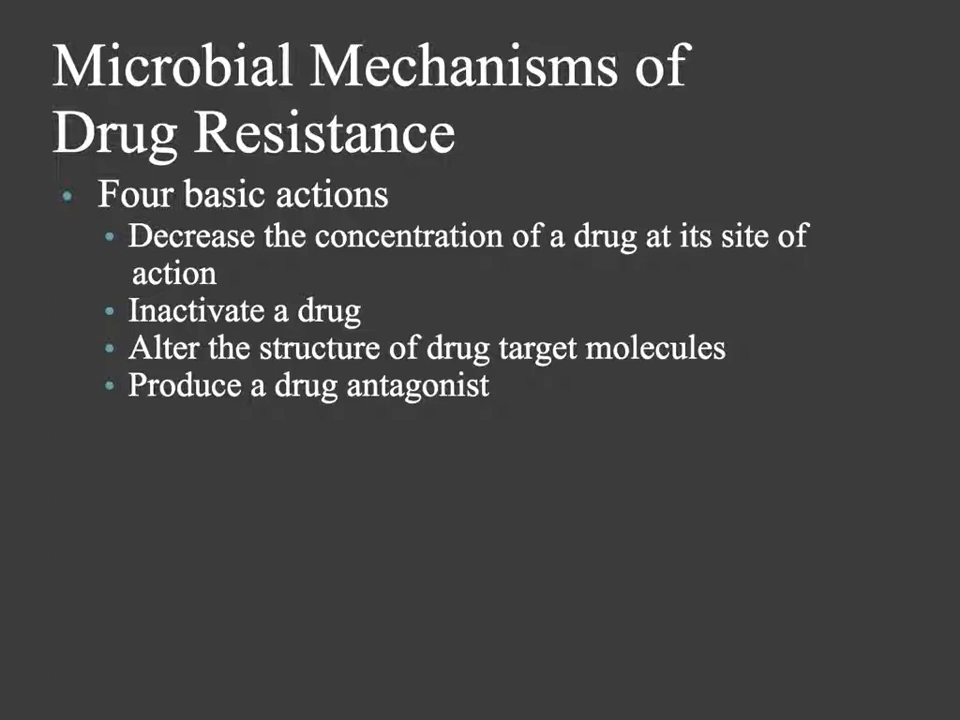 Microbial Mechanisms of
Drug Resistance
• Four basic actions
• Decrease the concentration of a drug at its site of
action
• Inactivate a drug
• Alter the structure of drug target molecules
• Produce a drug antagonist